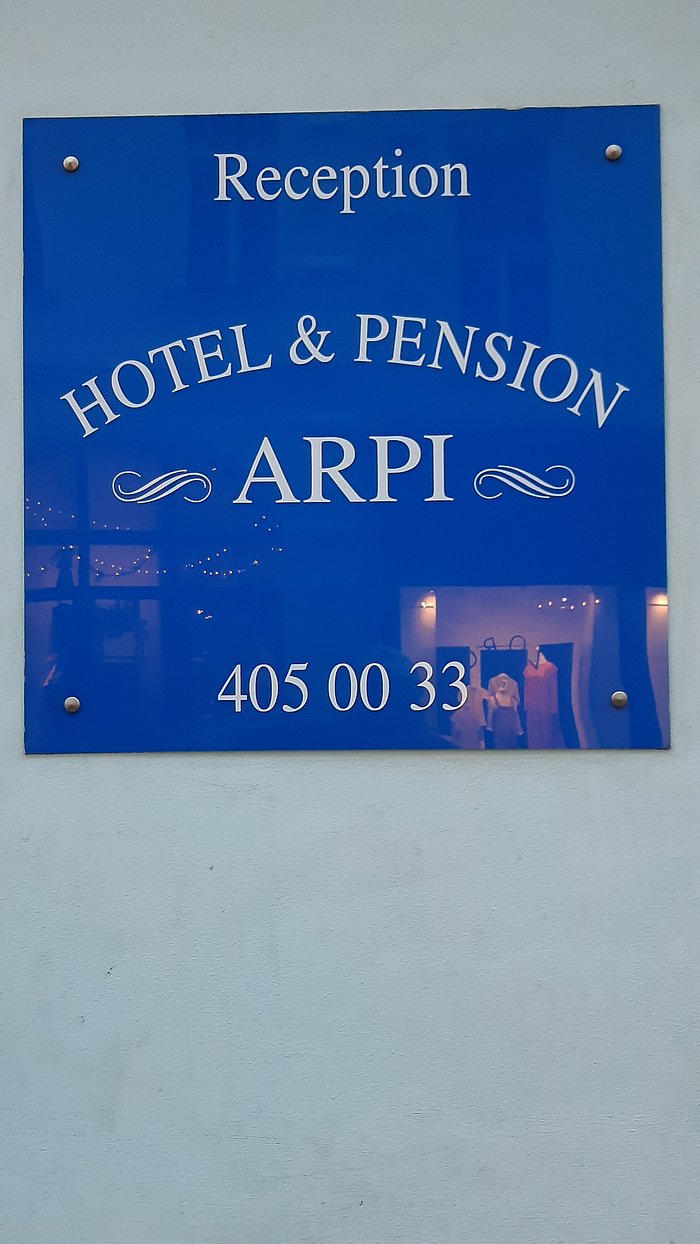 Reception
HOTEL & PENSION
ARPI
405 00 33